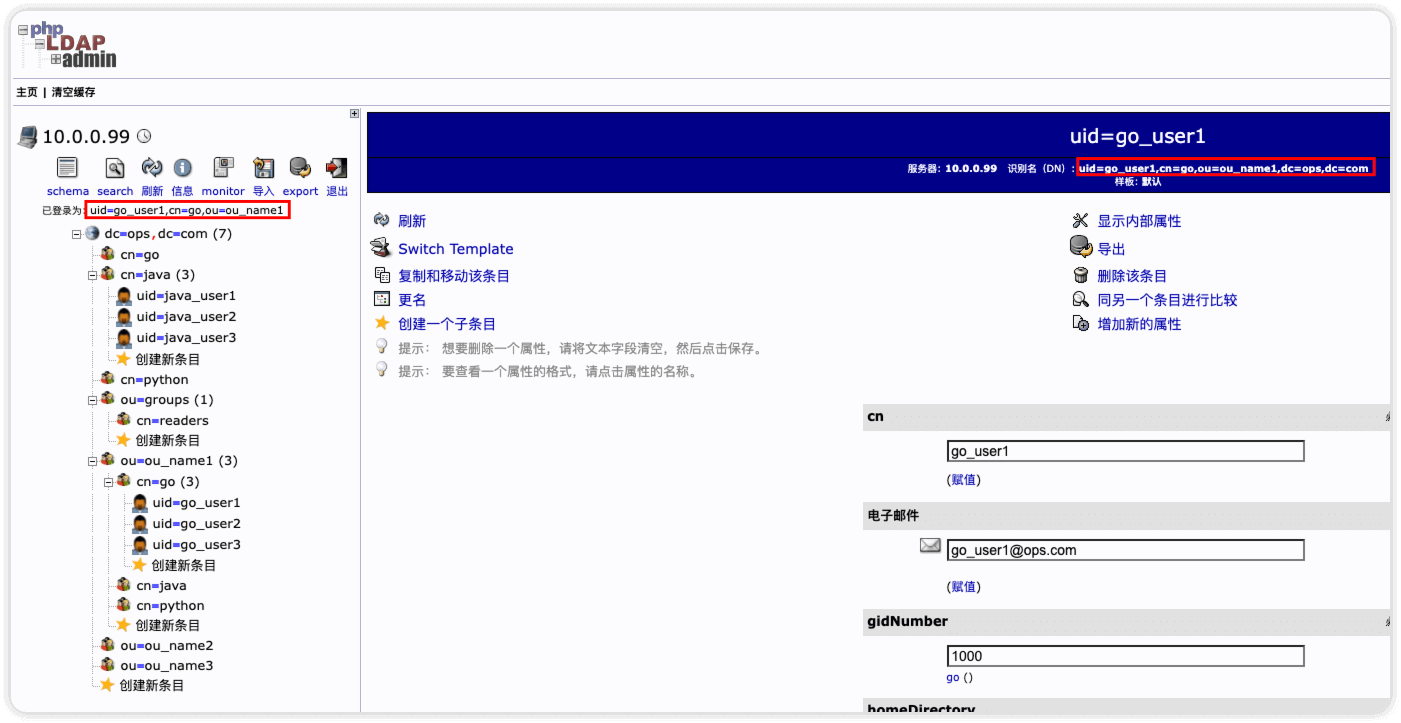 php
LDAP
admin
主页 | 清空缓存
10.0.0.99
schema search 刷新 信息 monitor 导入 export 退出
已登录为: uid=go_user1,cn=go,ou=ou_name1
dc=ops,dc=com (7)
cn=go
cn=java (3)
uid=java_user1
uid=java_user2
uid=java_user3
创建新条目
cn=python
ou=groups (1)
cn=readers
创建新条目
ou=ou_name1 (3)
cn=go (3)
uid=go_user1
uid=go_user2
uid=go_user3
创建新条目
cn=java
cn=python
创建新条目
ou=ou_name2
ou=ou_name3
创建新条目
uid=go_user1
服务器: 10.0.0.99 识别名 (DN) : uid=go_user1,cn=go,ou=ou_name1,dc=ops,dc=com
样板: 默认
刷新
Switch Template
复制和移动该条目
更名
创建一个子条目
提示： 想要删除一个属性，请将文本字段清空，然后点击保存。
提示： 要查看一个属性的格式，请点击属性的名称。
显示内部属性
导出
删除该条目
同另一个条目进行比较
增加新的属性
cn
go_user1
(赋值)
电子邮件
go_user1@ops.com
(赋值)
gidNumber
1000
go ()
homeDirectory